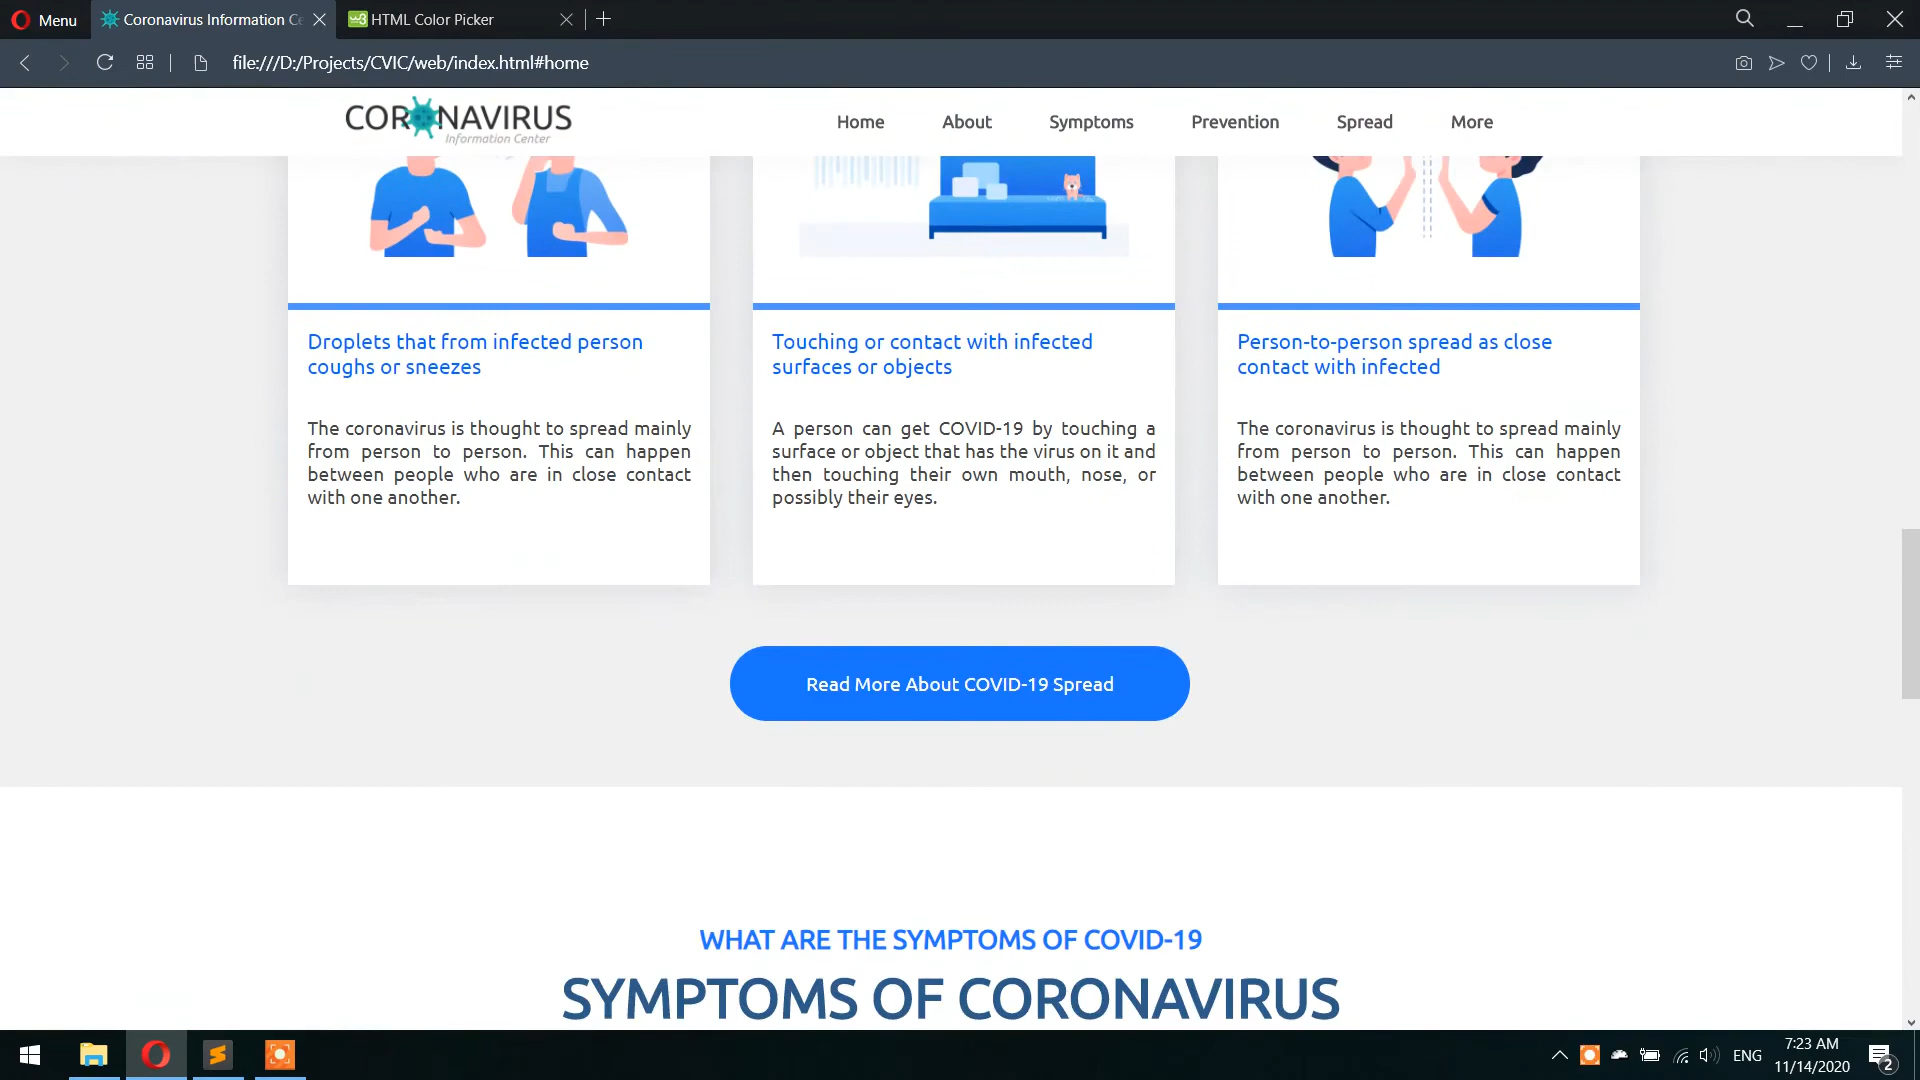 Menu
Coronavirus Information Ce
HTML Color Picker
file:///D:/Projects/CVIC/web/index.html#home
CORONAVIRUS
Information Center
Home
About
Symptoms
Prevention
Spread
More
Droplets that from infected person
coughs or sneezes
The coronavirus is thought to spread mainly
from person to person. This can happen
between people who are in close contact
with one another.
Touching or contact with infected
surfaces or objects
A person can get COVID-19 by touching a
surface or object that has the virus on it and
then touching their own mouth, nose, or
possibly their eyes.
Person-to-person spread as close
contact with infected
The coronavirus is thought to spread mainly
from person to person. This can happen
between people who are in close contact
with one another.
Read More About COVID-19 Spread
WHAT ARE THE SYMPTOMS OF COVID-19
SYMPTOMS OF CORONAVIRUS
ENG
7:23 AM
11/14/2020
2